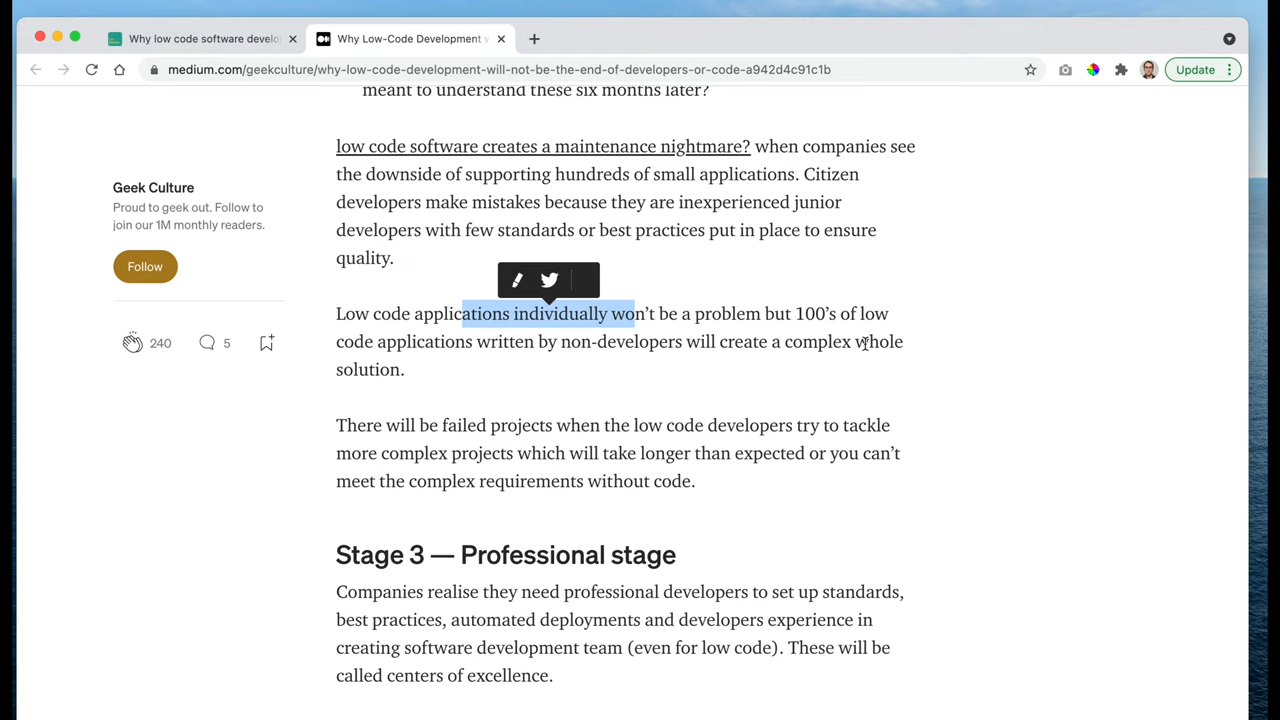 Why low code software develo
Why Low-Code Development w
medium.com/geekculture/why-low-code-development-will-not-be-the-end-of-developers-or-code-a942d4c91c1b
Update
meant to understand these six months later?
low code software creates a maintenance nightmare? when companies see
the downside of supporting hundreds of small applications. Citizen
developers make mistakes because they are inexperienced junior
developers with few standards or best practices put in place to ensure
quality.
Geek Culture
Proud to geek out. Follow to
join our 1M monthly readers.
Follow
240
5
Low code applications individually won't be a problem but 100's of low
code applications written by non-developers will create a complex whole
solution.
There will be failed projects when the low code developers try to tackle
more complex projects which will take longer than expected or you can't
meet the complex requirements without code.
Stage 3 — Professional stage
Companies realise they need professional developers to set up standards,
best practices, automated deployments and developers experience in
creating software development team (even for low code). This will be
called centers of excellence.